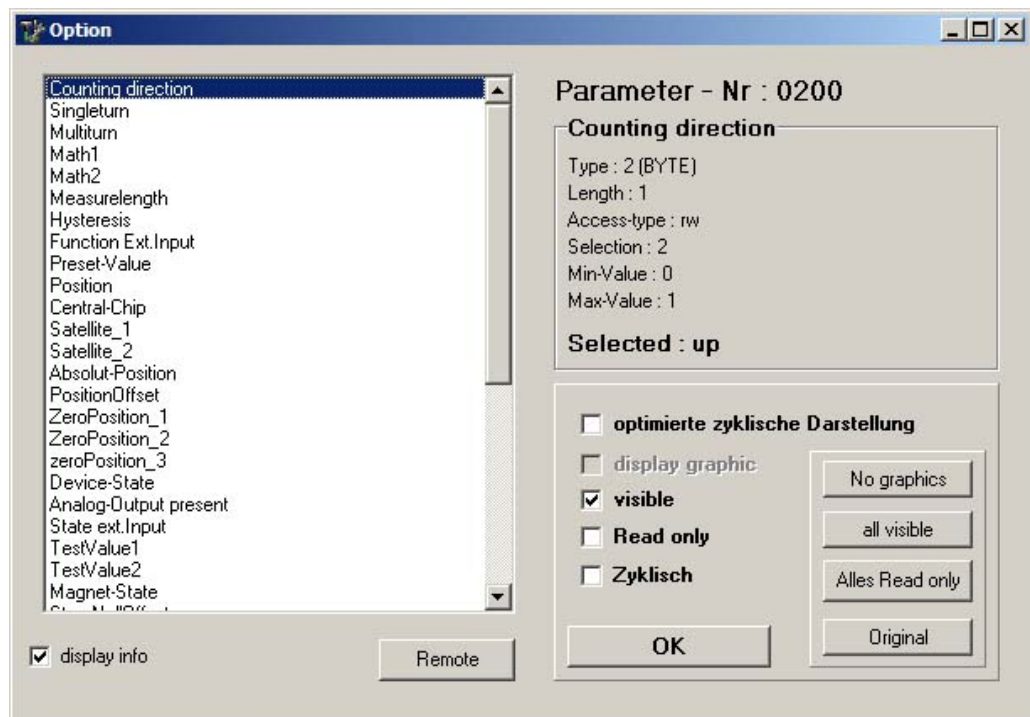 Option
Counting direction
Singleturn
Multiturn
Math1
Math2
Measurelength
Hysteresis
Function Ext.Input
Preset-Value
Position
Central-Chip
Satellite_1
Satellite_2
Absolut-Position
PositionOffset
ZeroPosition_1
ZeroPosition_2
zeroPosition_3
Device-State
Analog-Output present
State ext.Input
TestValue1
TestValue2
Magnet-State
display info
Remote
Parameter - Nr : 0200
Counting direction
Type : 2 (BYTE)
Length : 1
Access-type : rw
Selection : 2
Min-Value : 0
Max-Value : 1
Selected : up
optimierte zyklische Darstellung
display graphic
visible
Read only
Zyklisch
OK
No graphics
all visible
Alles Read only
Original